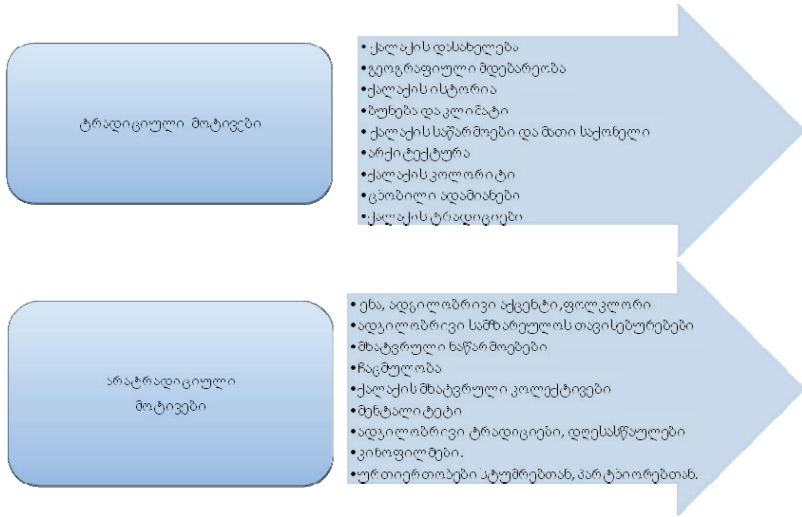 ტრადიციული მოტივები
• ქალაქის დასახელება
• გეოგრაფიული მდებარეობა
• ქალაქის ისტორია
• ბუნება და კლიმატი
• ქალაქის საწარმოები და მათი საქონელი
• არქიტექტურა
• ქალაქის კოლორიტი
• ცნობილი ადამიანები
• ქალაქის ტრადიციები
არატრადიციული
მოტივები
• ენა, ადგილობრივი აქცენტი,ფოლკლორი
• ადგილობრივი სამზარეულოს თავისებურებები
• მხატვრული ნაწარმოებები
• ჩაცმულობა
• ქალაქის მხატვრული კოლექტივები
• მენტალიტეტი
• ადგილობრივი ტრადიციები, დღესასწაულები
• კინოფილმები.
• ურთიერთობები სტუმრებთან, პარტნიორებთან.